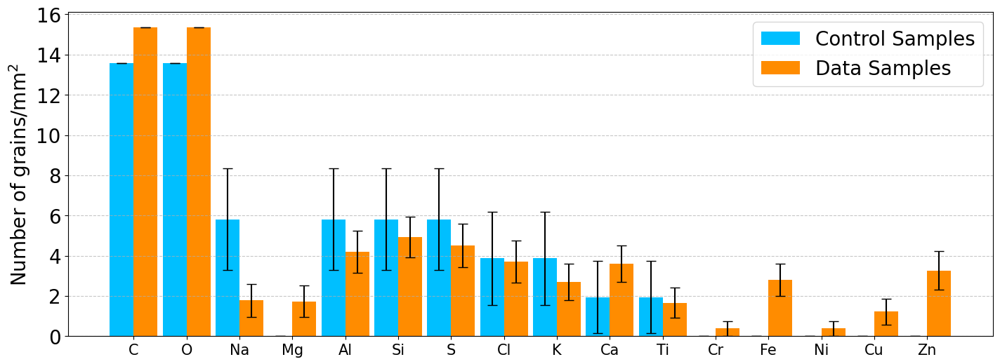 Number of grains/mm²
16
14
12
10
8
6
4
2
0
Control Samples
Data Samples
C O Na Mg Al Si S Cl K Ca Ti Cr Fe Ni Cu Zn